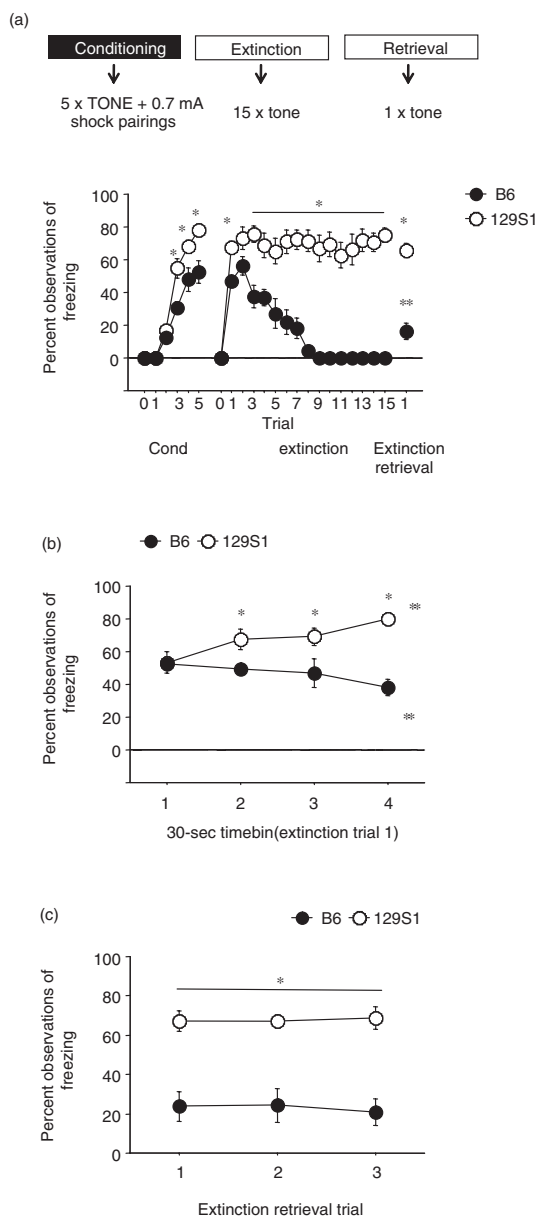 (a)
Conditioning
Extinction
Retrieval
5 x TONE + 0.7 mA
shock pairings
15 x tone
1 x tone
B6
129S1
Percent observations of
freezing
100
80
60
40
20
0
*
*
*
*
*
*
**
0 1 3 5 0 1 3 5 7 9 11 13 15 1
Trial
Cond
extinction
Extinction
retrieval
(b)
B6 129S1
Percent observations of
freezing
100
80
60
40
20
0
* * * **
**
1 2 3 4
30-sec timebin(extinction trial 1)
(c)
B6 129S1
Percent observations of
freezing
100
80
60
40
20
0
*
1 2 3
Extinction retrieval trial